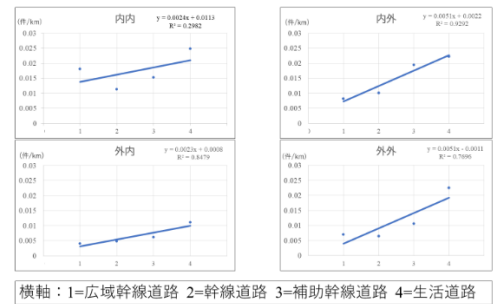 内内
y = 0.0024x + 0.0113
R² = 0.2982
(件/km)
0.03
0.025
0.02
0.015
0.01
0.005
0
1 2 3 4
内外
y = 0.0051x + 0.0022
R² = 0.9292
(件/km)
0.03
0.025
0.02
0.015
0.01
0.005
0
1 2 3 4
外内
y = 0.0023x + 0.0008
R² = 0.8479
(件/km)
0.03
0.025
0.02
0.015
0.01
0.005
0
1 2 3 4
外外
y = 0.0051x - 0.0011
R² = 0.7696
(件/km)
0.03
0.025
0.02
0.015
0.01
0.005
0
1 2 3 4
横軸：1=広域幹線道路 2=幹線道路 3=補助幹線道路 4=生活道路